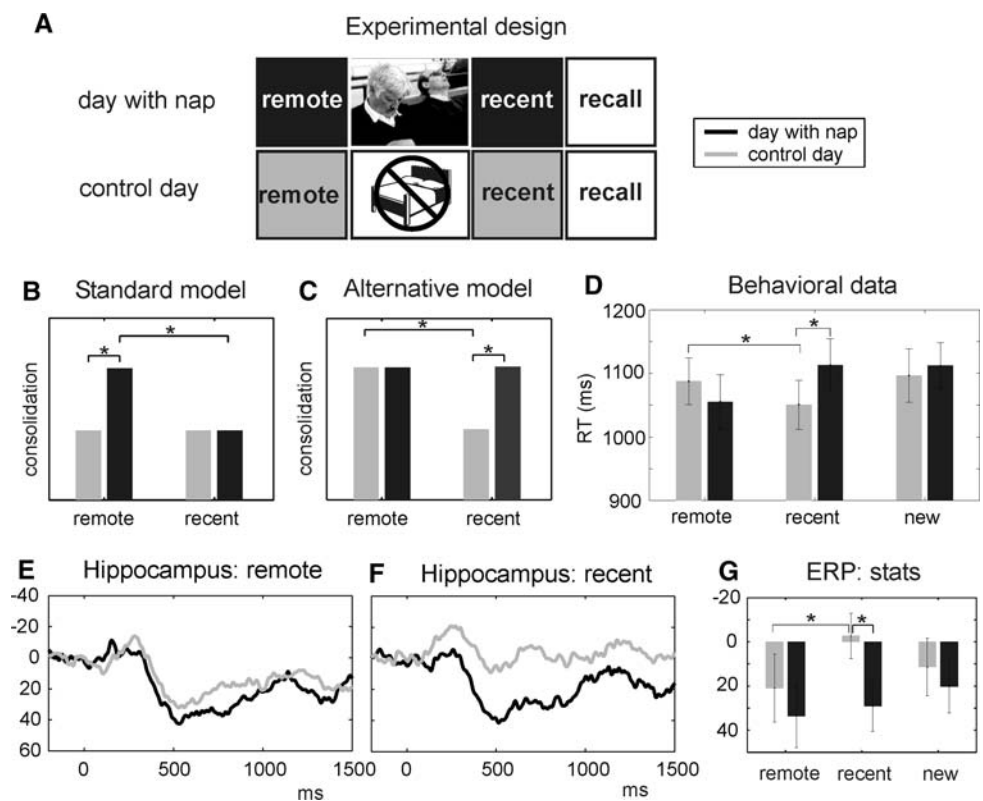 A
Experimental design
day with nap
remote
recent
recall
control day
remote
recent
recall
day with nap
control day
B
Standard model
consolidation
*
*
remote
recent
C
Alternative model
consolidation
*
*
remote
recent
D
Behavioral data
RT (ms)
1200
1100
1000
900
*
*
remote
recent
new
E
Hippocampus: remote
-40
-20
0
20
40
60
0
500
1000
1500
ms
F
Hippocampus: recent
0
500
1000
1500
ms
G
ERP: stats
-20
0
20
40
*
*
remote
recent
new